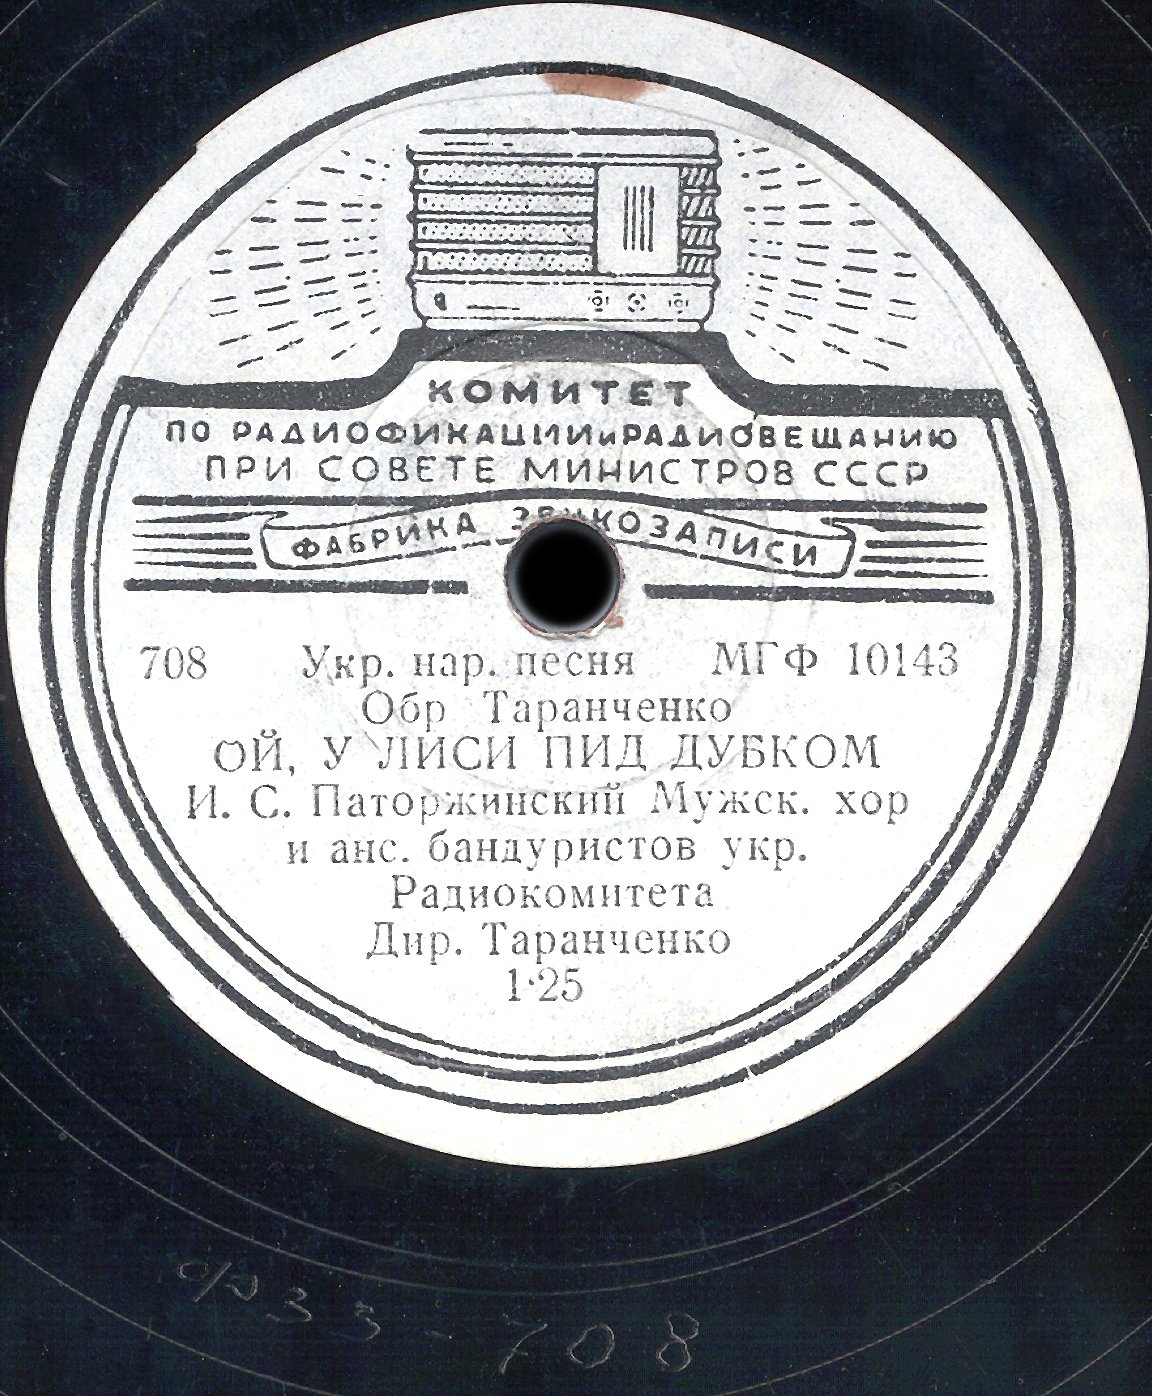 КОМИТЕТ
ПО РАДИОФИКАЦИИ и РАДИОВЕЩАНИЮ
ПРИ СОВЕТЕ МИНИСТРОВ СССР
ФАБРИКА ЗВУКОЗАПИСИ
708 Укр. нар. песня МГФ 10143
Обр Таранченко
ОЙ, У ЛИСИ ПИД ДУБКОМ
И. С. Паторжинский Мужск. хор
и анс. бандуристов укр.
Радиокомитета
Дир. Таранченко
1·25
ФЗЗ-708